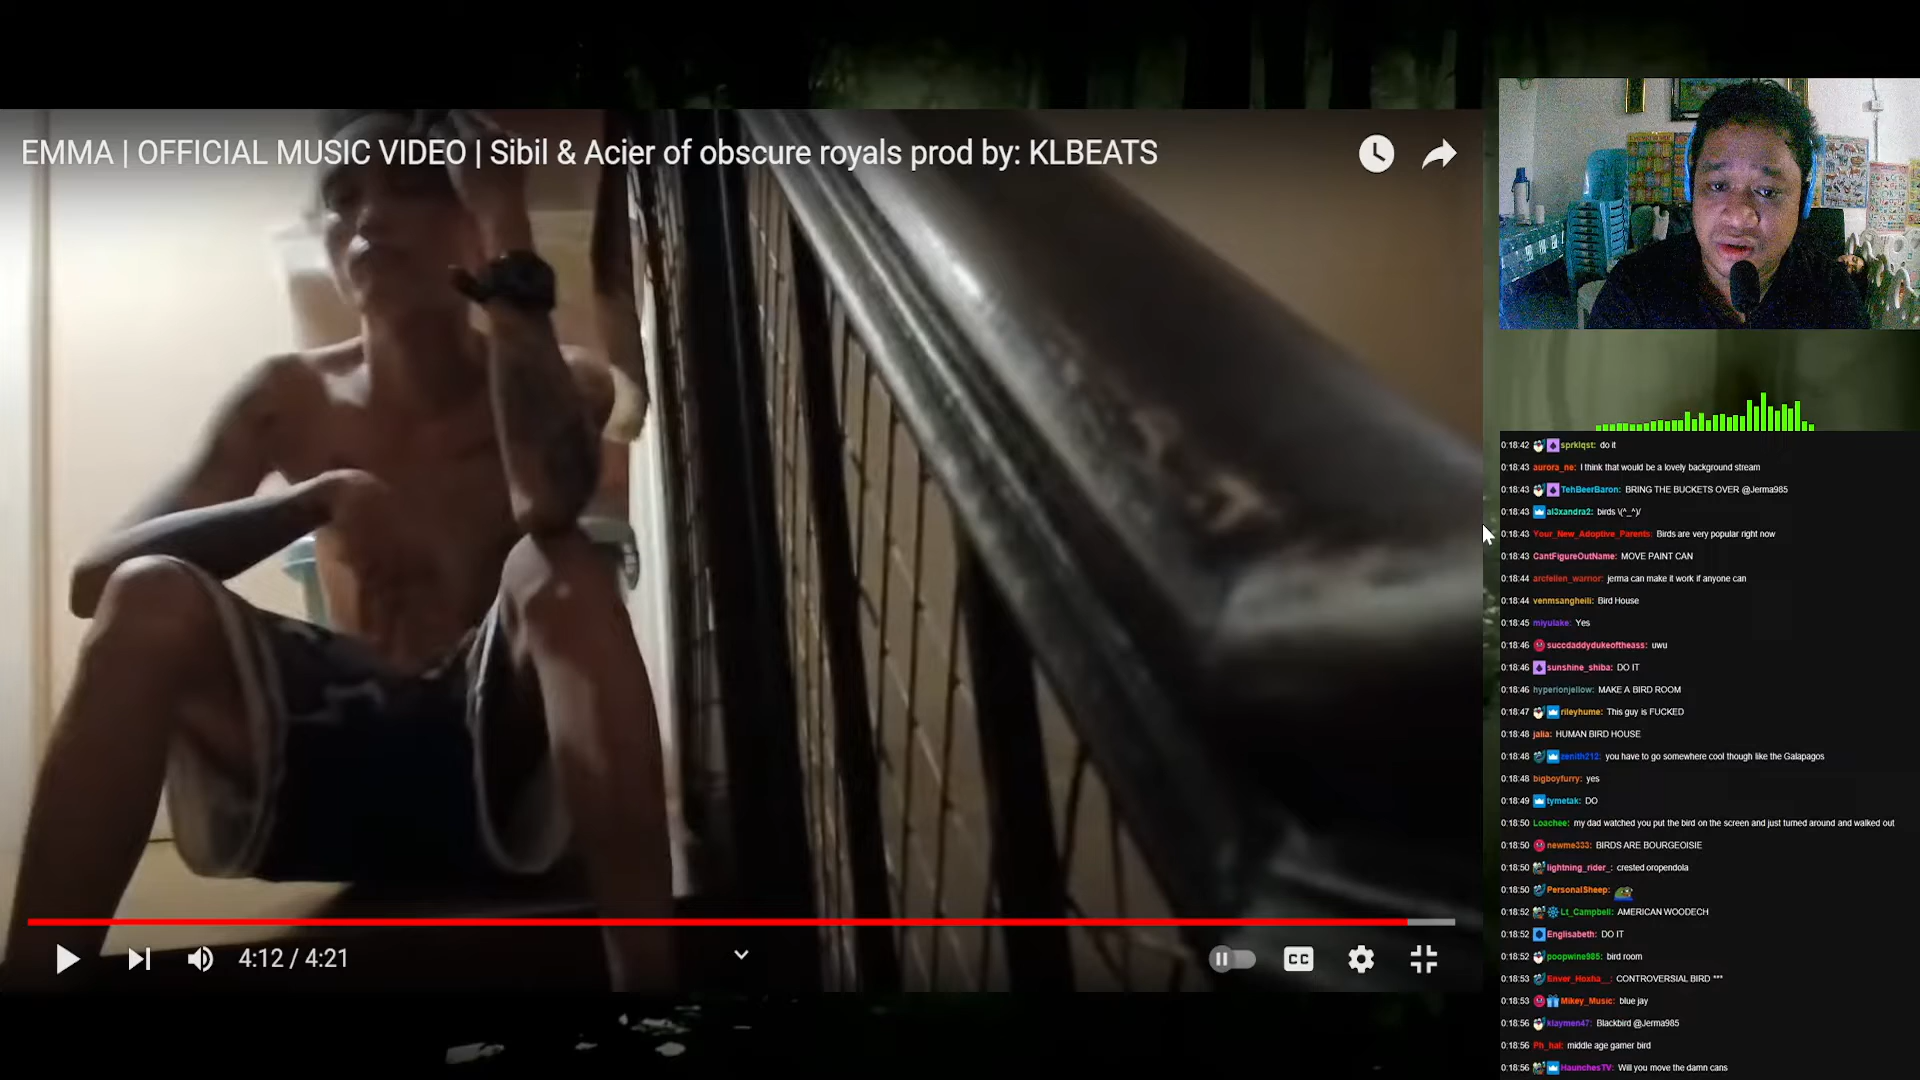 EMMA | OFFICIAL MUSIC VIDEO | Sibil & Acier of obscure royals prod by: KLBEATS
4:12 / 4:21
CC
0:18:42 sprklqst: do it
0:18:43 aurora_ne: I think that would be a lovely background stream
0:18:43 TehBeerBaron: BRING THE BUCKETS OVER @Jerma985
0:18:43 al3xandra2: birds \(^_^)/
0:18:43 Your_New_Adoptive_Parents: Birds are very popular right now
0:18:43 CantFigureOutName: MOVE PAINT CAN
0:18:44 arcfellen_warrior: jerma can make it work if anyone can
0:18:44 venmsangheili: Bird House
0:18:45 miyulake: Yes
0:18:46 succdaddydukeoftheass: uwu
0:18:46 sunshine_shiba: DO IT
0:18:46 hyperionjellow: MAKE A BIRD ROOM
0:18:47 rileyhume: This guy is FUCKED
0:18:48 jalia: HUMAN BIRD HOUSE
0:18:48 zenith212: you have to go somewhere cool though like the Galapagos
0:18:48 bigboyfurry: yes
0:18:49 tymetak: DO
0:18:50 Loachee: my dad watched you put the bird on the screen and just turned around and walked out
0:18:50 newme333: BIRDS ARE BOURGEOISIE
0:18:50 lightning_rider_: crested oropendola
0:18:50 PersonalSheep:
0:18:52 Lt_Campbell: AMERICAN WOODECH
0:18:52 Englisabeth: DO IT
0:18:52 poopwine985: bird room
0:18:53 Enver_Hoxha__: CONTROVERSIAL BIRD ***
0:18:53 Mikey_Music: blue jay
0:18:56 klaymen47: Blackbird @Jerma985
0:18:56 Ph_hal: middle age gamer bird
0:18:56 HaunchesTV: Will you move the damn cans